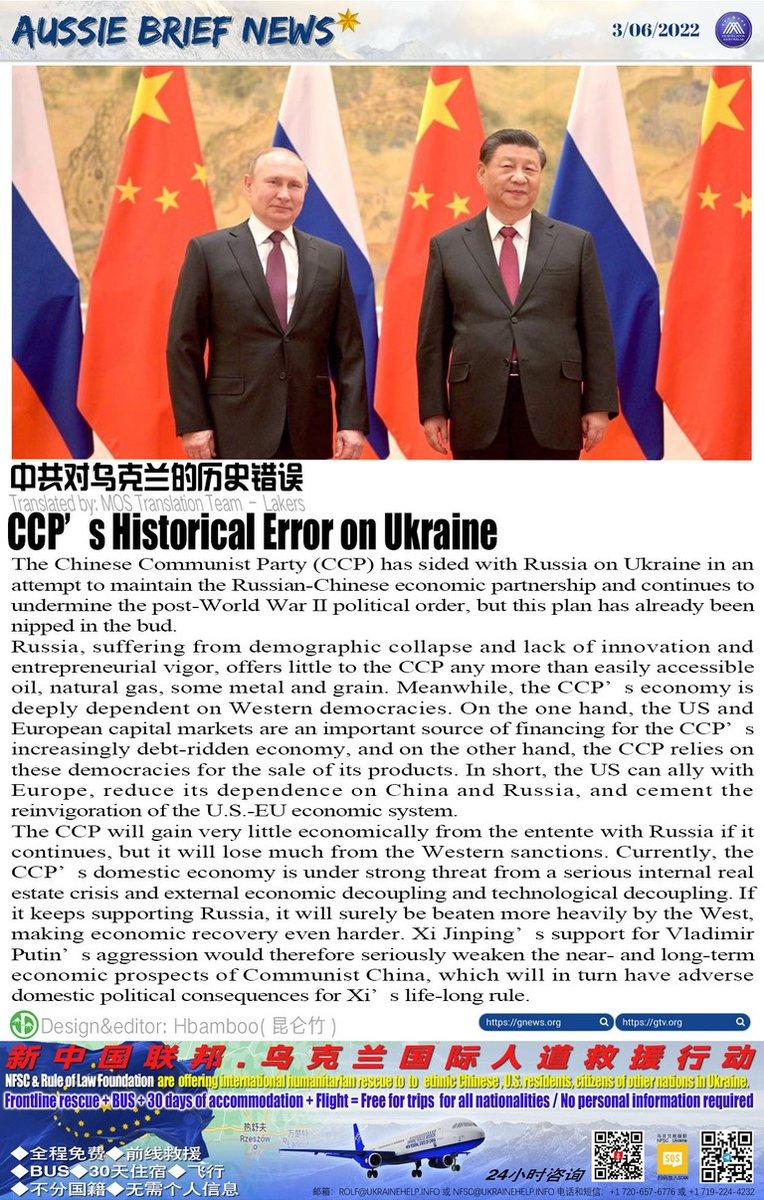 AUSSIE BRIEF NEWS
3/06/2022
中共对乌克兰的历史错误
Translated by: MOS Translation Team - Lakers
CCP’s Historical Error on Ukraine
The Chinese Communist Party (CCP) has sided with Russia on Ukraine in an
attempt to maintain the Russian-Chinese economic partnership and continues to
undermine the post-World War II political order, but this plan has already been
nipped in the bud.
Russia, suffering from demographic collapse and lack of innovation and
entrepreneurial vigor, offers little to the CCP any more than easily accessible
oil, natural gas, some metal and grain. Meanwhile, the CCP’s economy is
deeply dependent on Western democracies. On the one hand, the US and
European capital markets are an important source of financing for the CCP’s
increasingly debt-ridden economy, and on the other hand, the CCP relies on
these democracies for the sale of its products. In short, the US can ally with
Europe, reduce its dependence on China and Russia, and cement the
reinvigoration of the U.S.-EU economic system.
The CCP will gain very little economically from the entente with Russia if it
continues, but it will lose much from the Western sanctions. Currently, the
CCP’s domestic economy is under strong threat from a serious internal real
estate crisis and external economic decoupling and technological decoupling. If
it keeps supporting Russia, it will surely be beaten more heavily by the West,
making economic recovery even harder. Xi Jinping’s support for Vladimir
Putin’s aggression would therefore seriously weaken the near- and long-term
economic prospects of Communist China, which will in turn have adverse
domestic political consequences for Xi’s life-long rule.
Design&editor: Hbamboo(昆仑竹)
https://gnews.org
https://gtv.org
新中国联邦.乌克兰国际人道救援行动
NFSC & Rule of Law Foundation are offering international humanitarian rescue to to etinic Chinese, U.S. residents, citizens of other nations in Ukraine.
Frontline rescue + BUS + 30 days of accommodation + Flight = Free for trips for all nationalities / No personal information required
热舒夫
Rzeszów
◆全程免费◆前线救援
◆BUS◆30天住宿◆飞行
◆不分国籍◆无需个人信息
24小时咨询
SOS
邮箱: ROLF@UKRAINEHELP.INFO 或 NFSC@UKRAINEHELP.INFO 电话和短信: +1 720-657-6776 或 +1 719-224-4232